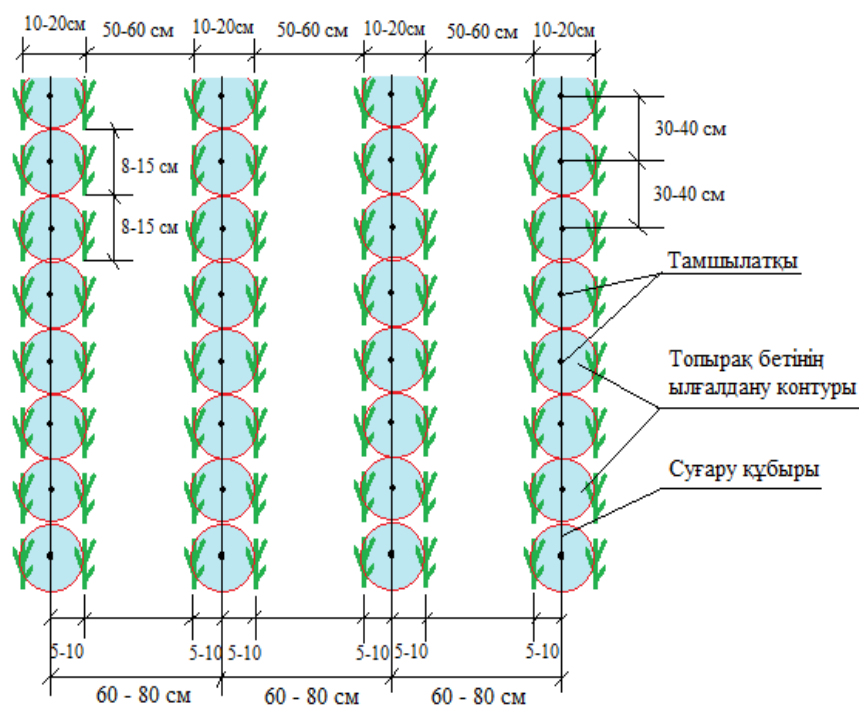 10-20см 50-60 см 10-20см 50-60 см 10-20см 50-60 см 10-20см
30-40 см
8-15 см
30-40 см
8-15 см
Тамшылатқы
Топырақ бетінің
ылғалдану контуры
Суғару құбыры
5-10 5-10 5-10 5-10 5-10 5-10
60 - 80 см 60 - 80 см 60 - 80 см